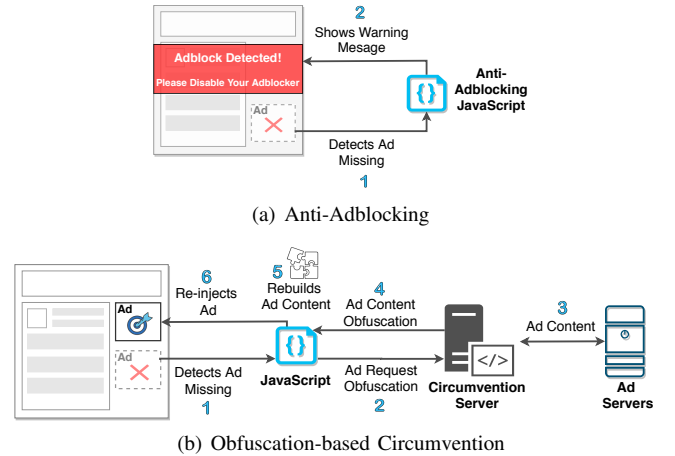 2
Shows Warning
Message
Adblock Detected!
Please Disable Your Adblocker
Ad
{}
Anti-
Adblocking
JavaScript
Detects Ad
Missing
1
(a) Anti-Adblocking
6
Re-injects
Ad
5
Rebuilds
Ad Content
4
Ad Content
Obfuscation
3
Ad Content
Ad
Ad
Detects Ad
Missing
1
{}
JavaScript
Ad Request
Obfuscation
2
</>
Circumvention
Server
Ad
Servers
(b) Obfuscation-based Circumvention